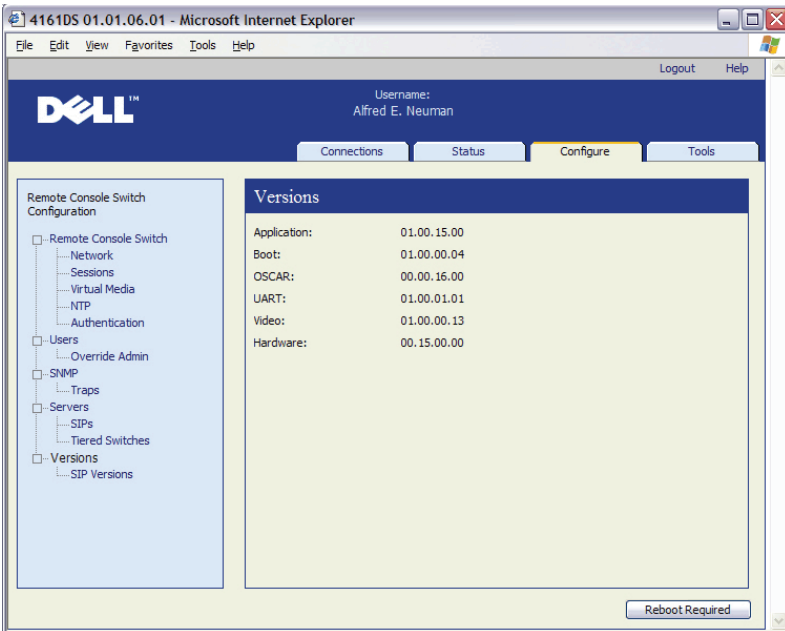 4161DS 01.01.06.01 - Microsoft Internet Explorer
File Edit View Favorites Tools Help
Logout Help
DELL™
Username:
Alfred E. Neuman
Connections Status Configure Tools
Remote Console Switch
Configuration
Remote Console Switch
Network
Sessions
Virtual Media
NTP
Authentication
Users
Override Admin
SNMP
Traps
Servers
SIPs
Tiered Switches
Versions
SIP Versions
Versions
Application: 01.00.15.00
Boot: 01.00.00.04
OSCAR: 00.00.16.00
UART: 01.00.01.01
Video: 01.00.00.13
Hardware: 00.15.00.00
Reboot Required